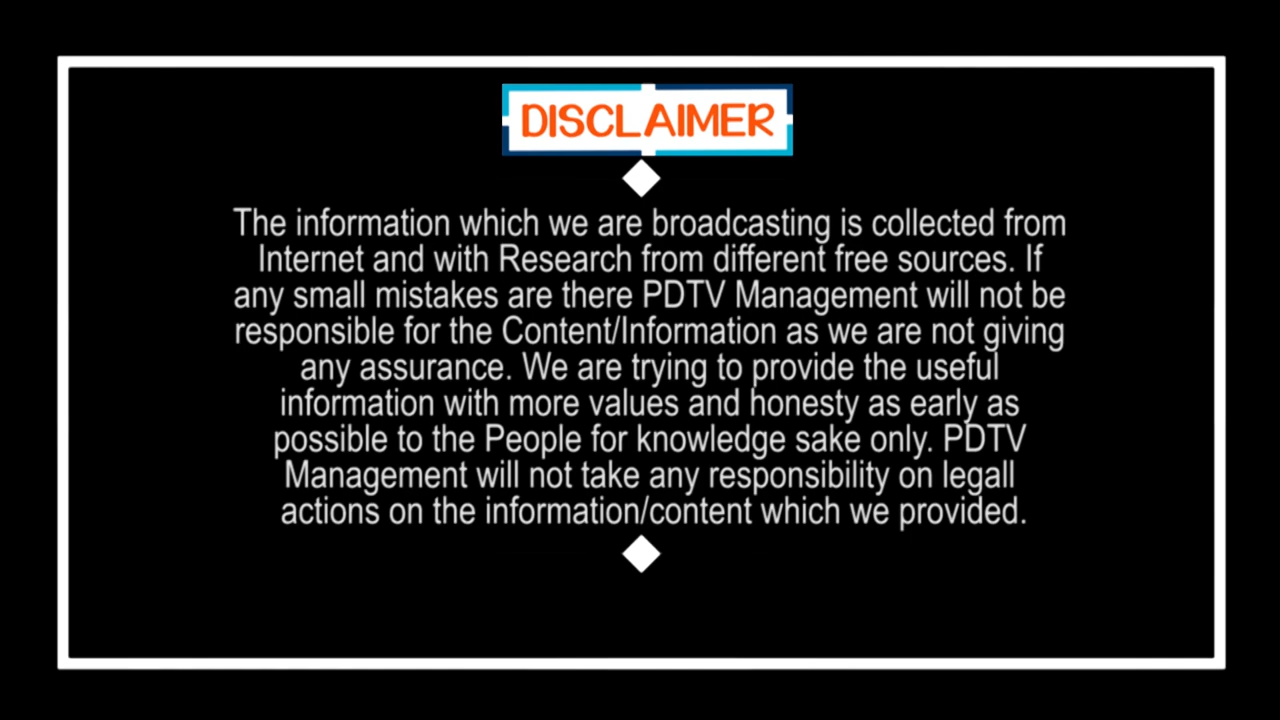 DISCLAIMER
The information which we are broadcasting is collected from
Internet and with Research from different free sources. If
any small mistakes are there PDTV Management will not be
responsible for the Content/Information as we are not giving
any assurance. We are trying to provide the useful
information with more values and honesty as early as
possible to the People for knowledge sake only. PDTV
Management will not take any responsibility on legall
actions on the information/content which we provided.